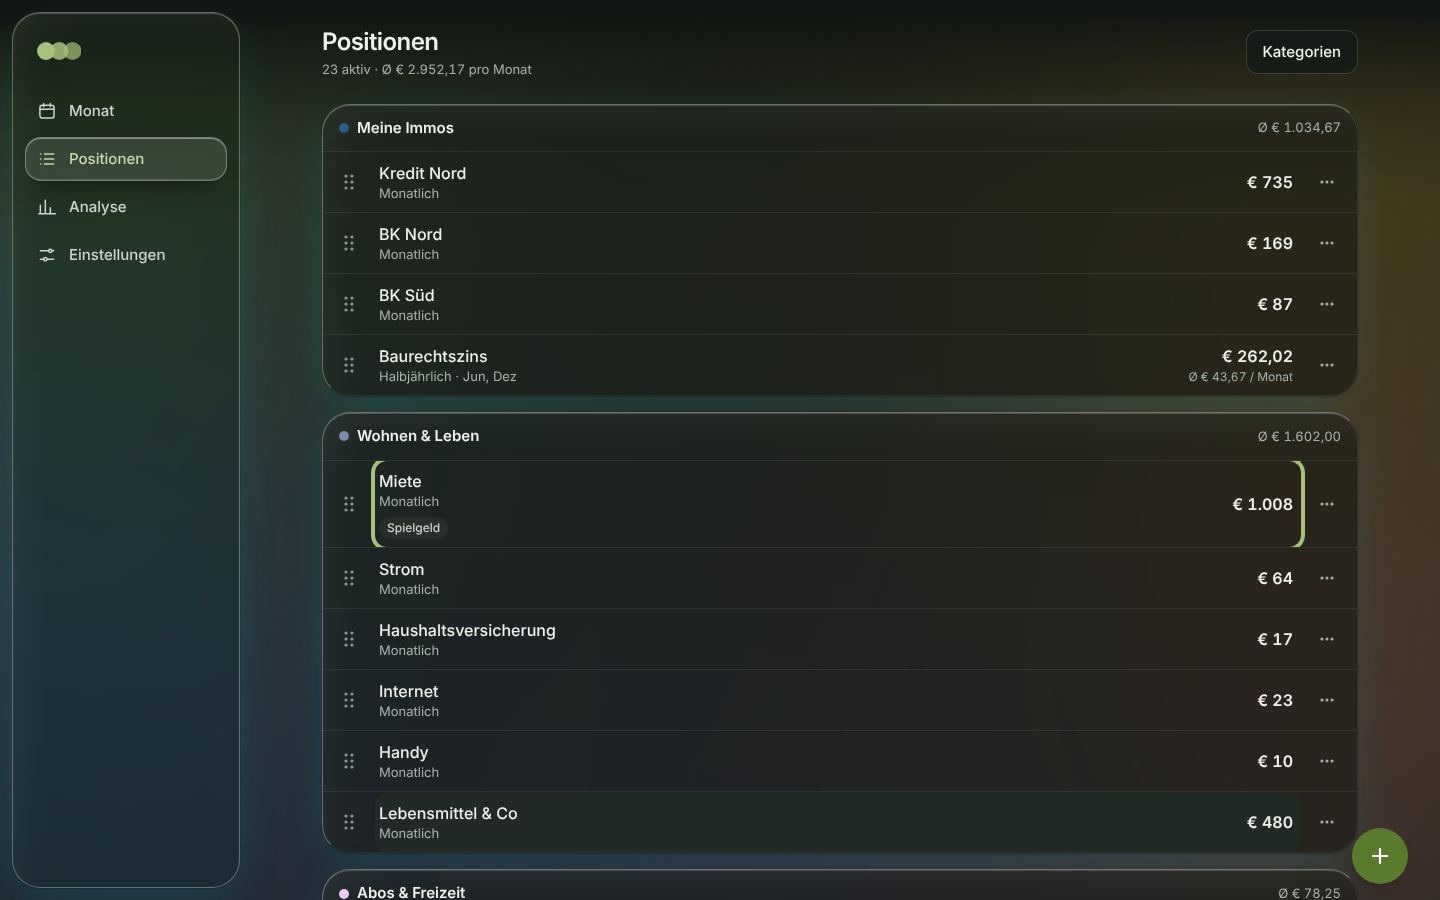 Positionen
23 aktiv · Ø € 2.952,17 pro Monat
Kategorien
Monat
Positionen
Analyse
Einstellungen
Meine Immos
Ø € 1.034,67
Kredit Nord
Monatlich
€ 735
BK Nord
Monatlich
€ 169
BK Süd
Monatlich
€ 87
Baurechtszins
Halbjährlich · Jun, Dez
€ 262,02
Ø € 43,67 / Monat
Wohnen & Leben
Ø € 1.602,00
Miete
Monatlich
Spielgeld
€ 1.008
Strom
Monatlich
€ 64
Haushaltsversicherung
Monatlich
€ 17
Internet
Monatlich
€ 23
Handy
Monatlich
€ 10
Lebensmittel & Co
Monatlich
€ 480
Abos & Freizeit
Ø € 78,25